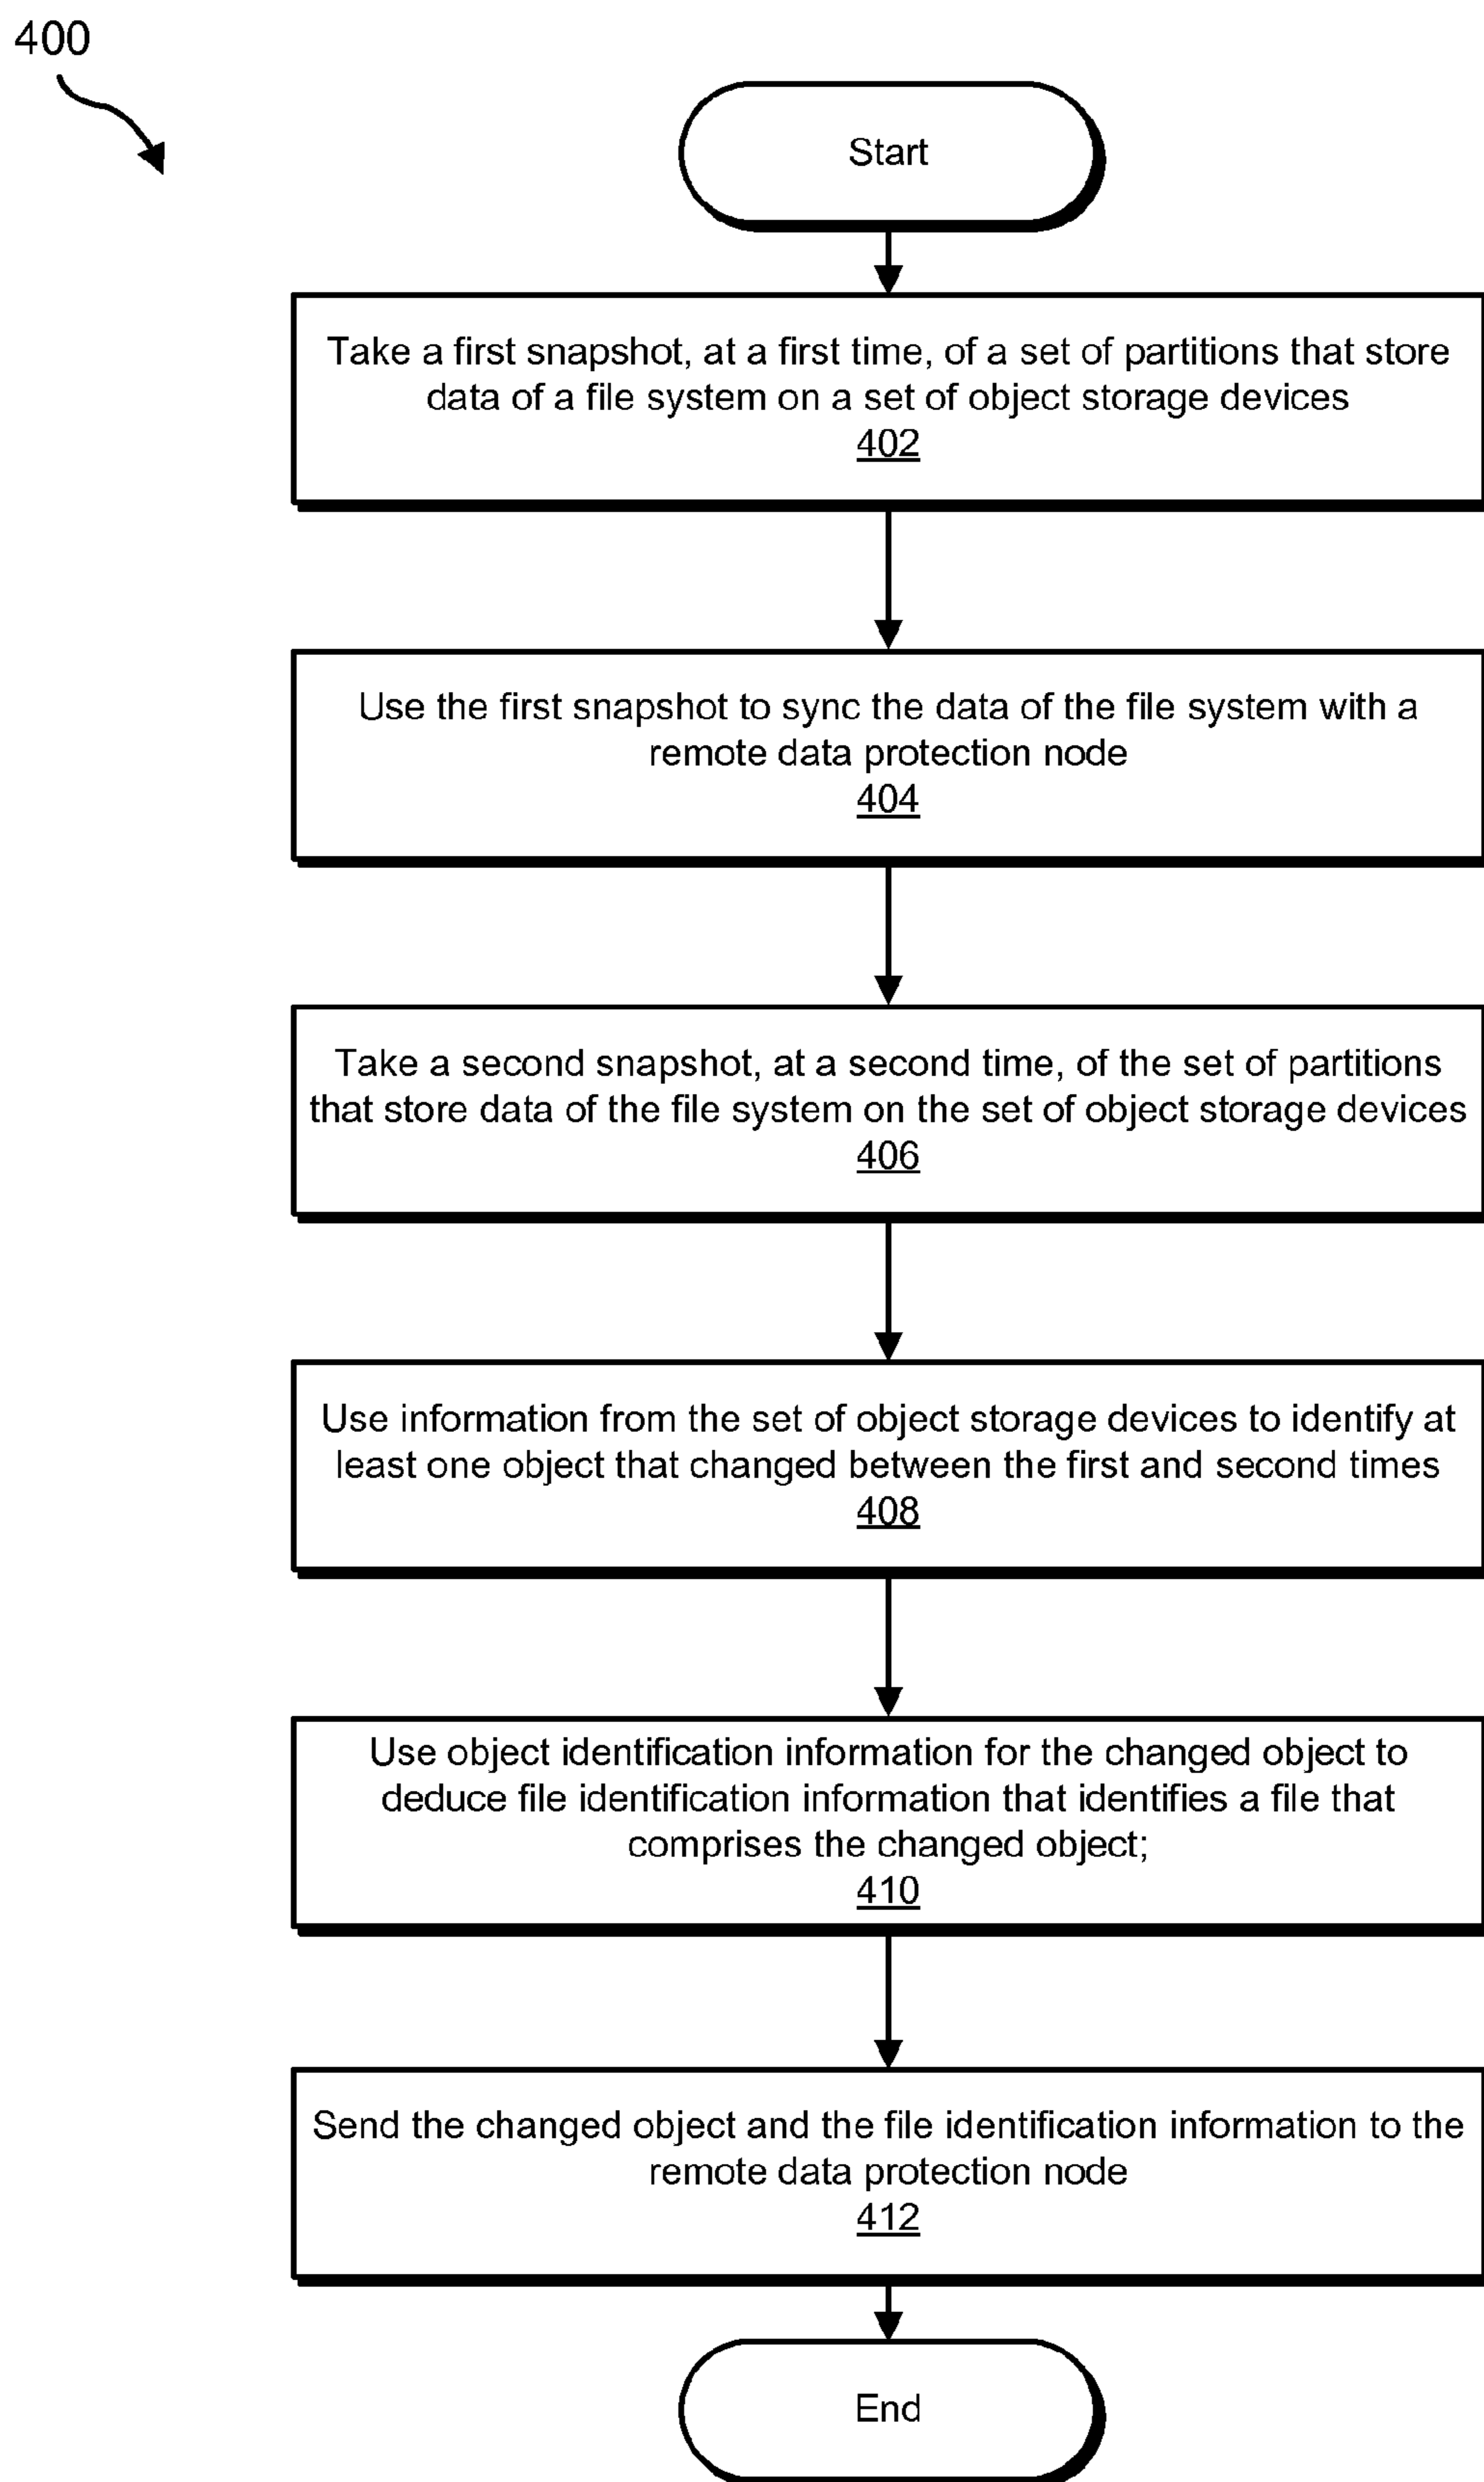 400
Start
Take a first snapshot, at a first time, of a set of partitions that store
data of a file system on a set of object storage devices
402
Use the first snapshot to sync the data of the file system with a
remote data protection node
404
Take a second snapshot, at a second time, of the set of partitions
that store data of the file system on the set of object storage devices
406
Use information from the set of object storage devices to identify at
least one object that changed between the first and second times
408
Use object identification information for the changed object to
deduce file identification information that identifies a file that
comprises the changed object;
410
Send the changed object and the file identification information to the
remote data protection node
412
End